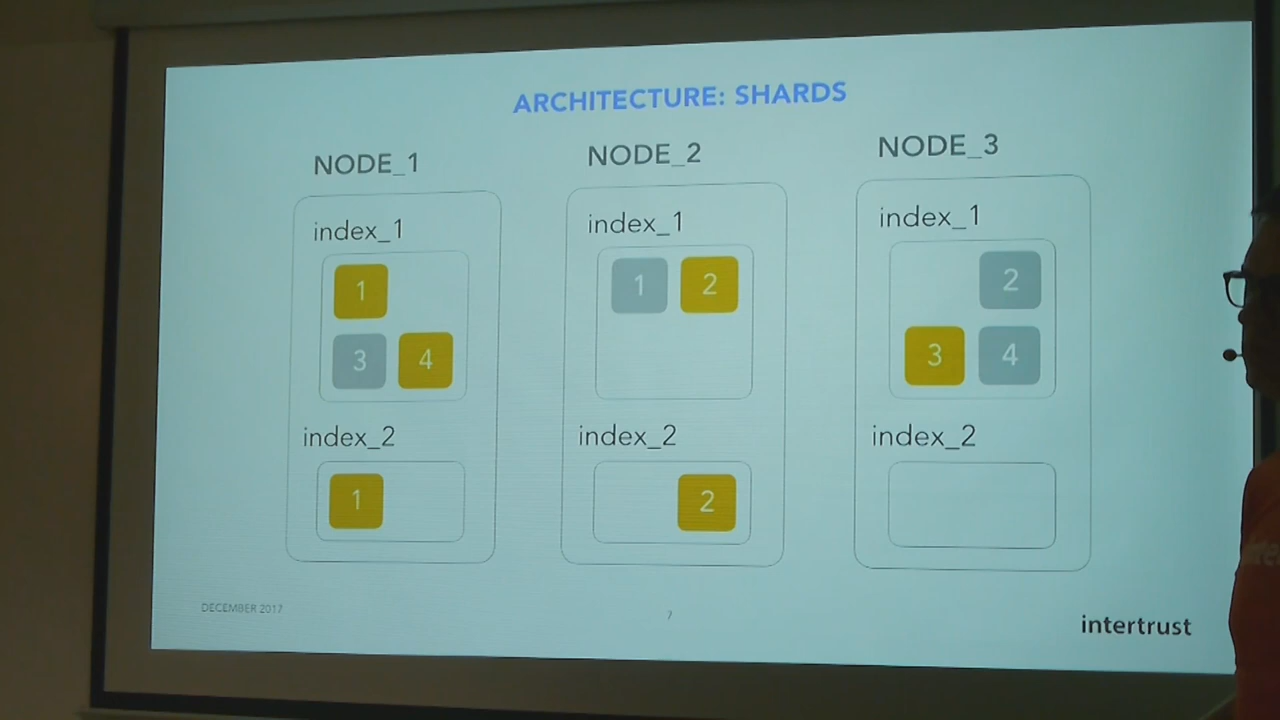 ARCHITECTURE: SHARDS
NODE_1
index_1
1
3 4
index_2
1
NODE_2
index_1
1 2
index_2
2
NODE_3
index_1
2
3 4
index_2
DECEMBER 2017
7
intertrust